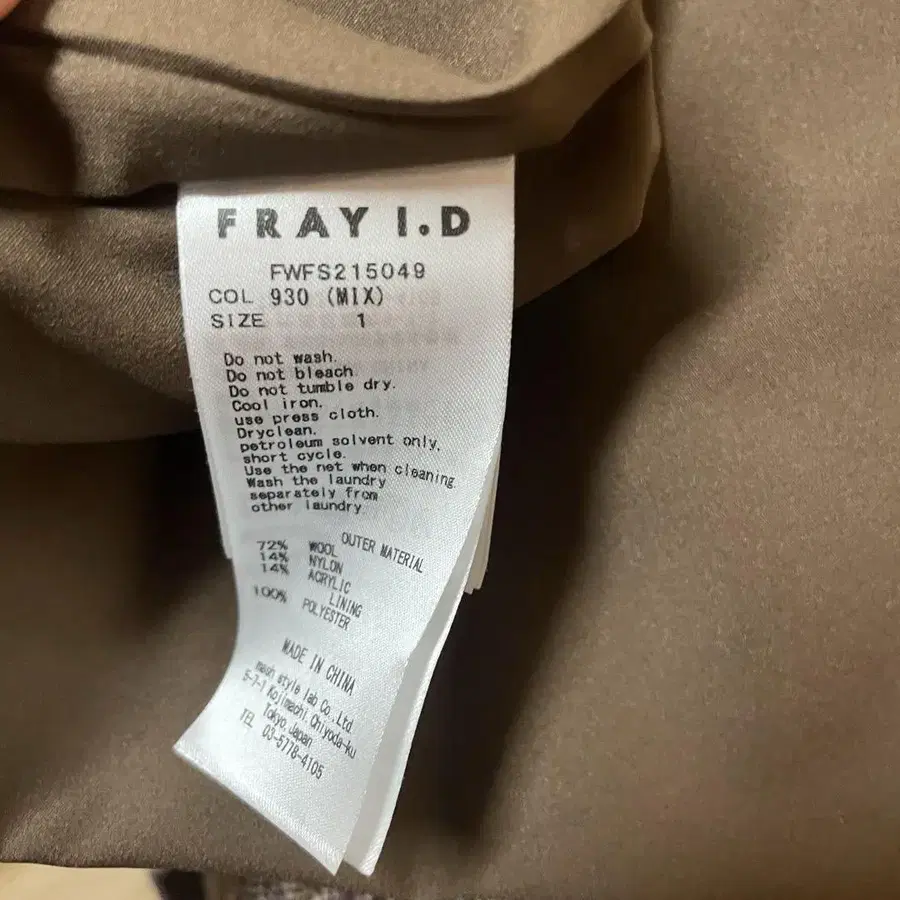 FRAY I.D
FWFS215049
COL 930 (MIX)
SIZE 1
Do not wash.
Do not bleach.
Do not tumble dry.
Cool iron.
use press cloth.
Dryclean.
petroleum solvent only,
short cycle.
Use the net when cleaning
Wash the laundry
separately from
other laundry.
OUTER MATERIAL
72% WOOL
14% NYLON
14% ACRYLIC
LINING
100% POLYESTER
MADE IN CHINA
mash style lab Co.,Ltd.
5-7-1 Kojimachi,Chiyoda-ku
Tokyo,Japan
TEL 03-5778-4105